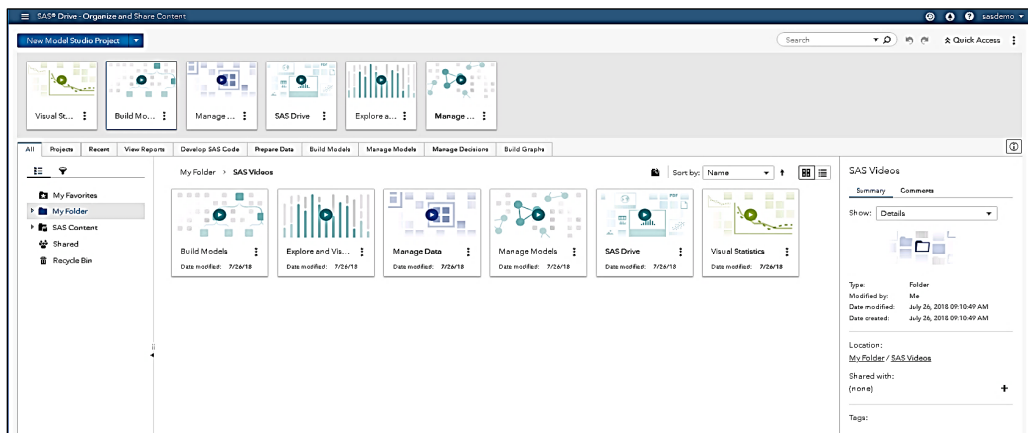 SAS® Drive - Organize and Share Content
sasdemo
New Model Studio Project
Search
Quick Access
Visual St...
Build Mo...
Manage ...
SAS Drive
Explore a...
Manage ...
All
Projects
Recent
View Reports
Develop SAS Code
Prepare Data
Build Models
Manage Models
Manage Decisions
Build Graphs
My Favorites
My Folder
SAS Content
Shared
Recycle Bin
My Folder > SAS Videos
Sort by: Name
Build Models
Date modified: 7/26/18
Explore and Vis...
Date modified: 7/26/18
Manage Data
Date modified: 7/26/18
Manage Models
Date modified: 7/26/18
PDF
SAS Drive
Date modified: 7/26/18
Visual Statistics
Date modified: 7/26/18
SAS Videos
Summary Comments
Show: Details
Type: Folder
Modified by: Me
Date modified: July 26, 2018 09:10:49 AM
Date created: July 26, 2018 09:10:49 AM
Location:
My Folder / SAS Videos
Shared with:
(none)
Tags: